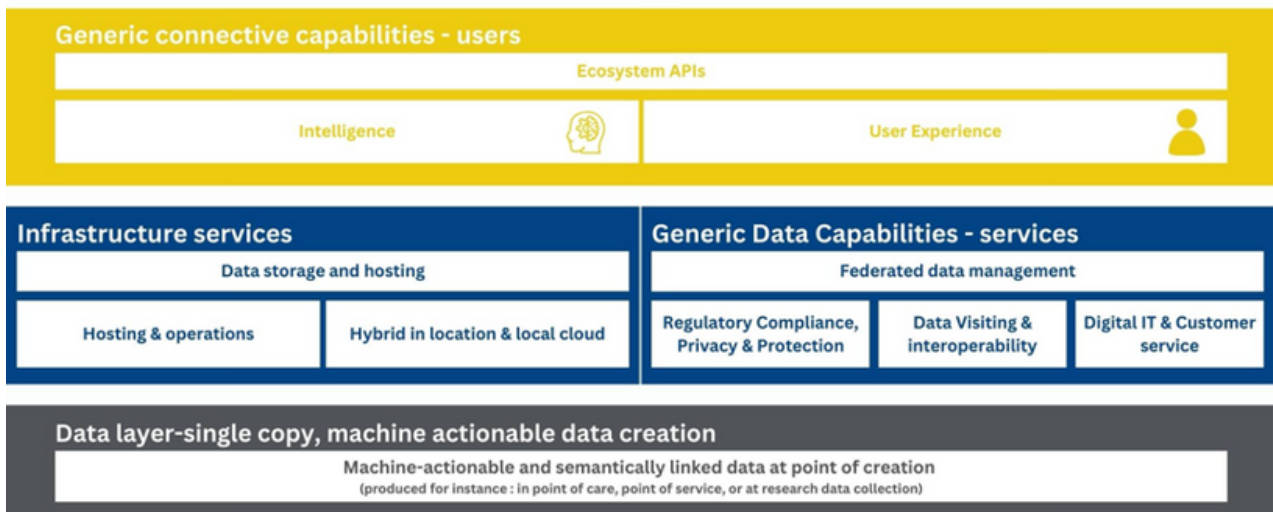 Generic connective capabilities - users
Ecosystem APIs
Intelligence
User Experience
Infrastructure services
Data storage and hosting
Hosting & operations
Hybrid in location & local cloud
Generic Data Capabilities - services
Federated data management
Regulatory Compliance,
Privacy & Protection
Data Visiting &
interoperability
Digital IT & Customer
service
Data layer-single copy, machine actionable data creation
Machine-actionable and semantically linked data at point of creation
(produced for instance : in point of care, point of service, or at research data collection)